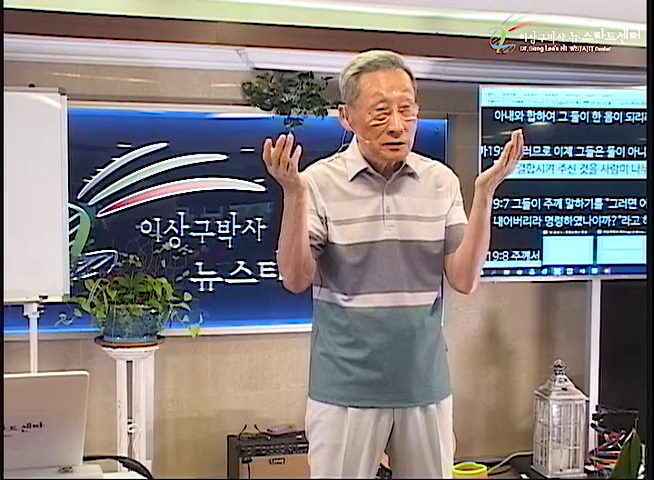 이상구박사 뉴스타트센터
Dr. Sang Lee's NEWSTART Center
아내와 합하여 그 둘이 한 몸이 되리라
그러므로 이제 그들은 둘이 아니
결합시켜 주신 것을 사람이 나누
9:7 그들이 주께 말하기를 "그러면 어
내어버리라 명령하였나이까?"라고
19:8 주께서
이상구박사
뉴스타